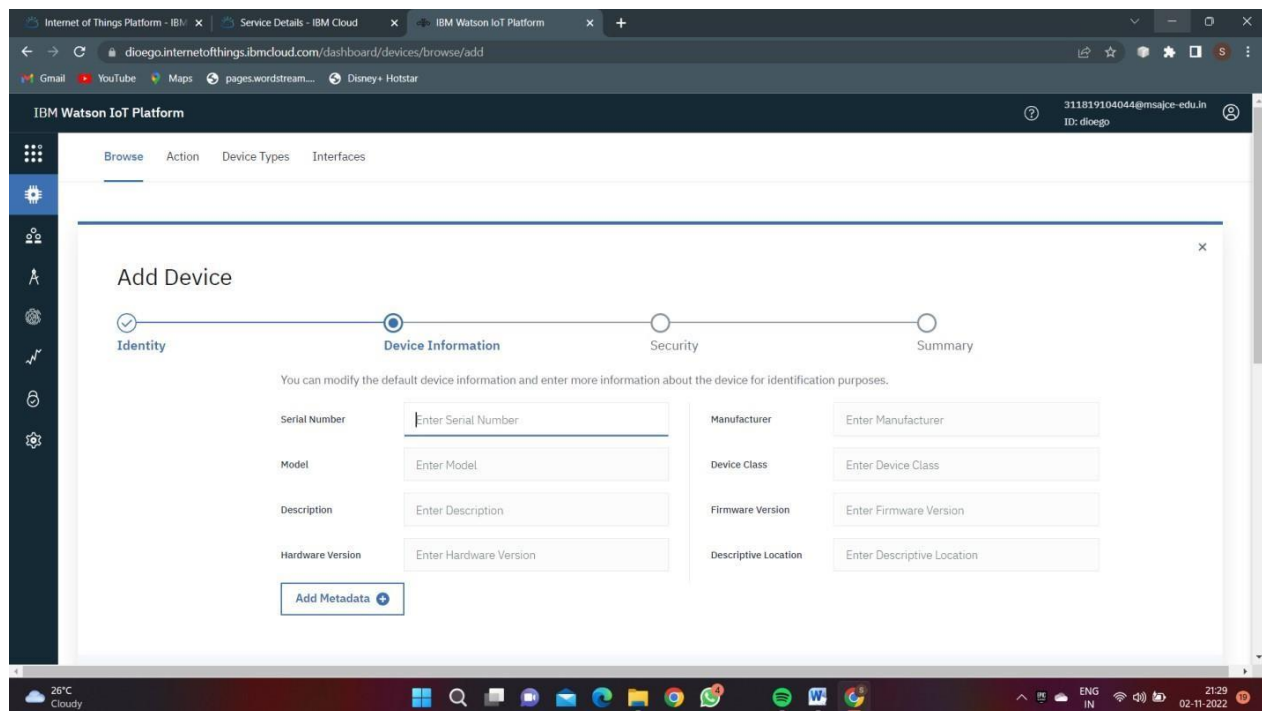 Internet of Things Platform - IBM
Service Details - IBM Cloud
IBM Watson IoT Platform
dioego.internetofthings.ibmcloud.com/dashboard/devices/browse/add
S
Gmail
YouTube
Maps
pages.wordstream....
Disney+ Hotstar
IBM Watson IoT Platform
311819104044@msajce-edu.in
ID: dioego
Browse Action Device Types Interfaces
Add Device
Identity Device Information Security Summary
You can modify the default device information and enter more information about the device for identification purposes.
Serial Number Enter Serial Number Manufacturer Enter Manufacturer
Model Enter Model Device Class Enter Device Class
Description Enter Description Firmware Version Enter Firmware Version
Hardware Version Enter Hardware Version Descriptive Location Enter Descriptive Location
Add Metadata
26°C
Cloudy
W
ENG
IN
21:29
02-11-2022
19